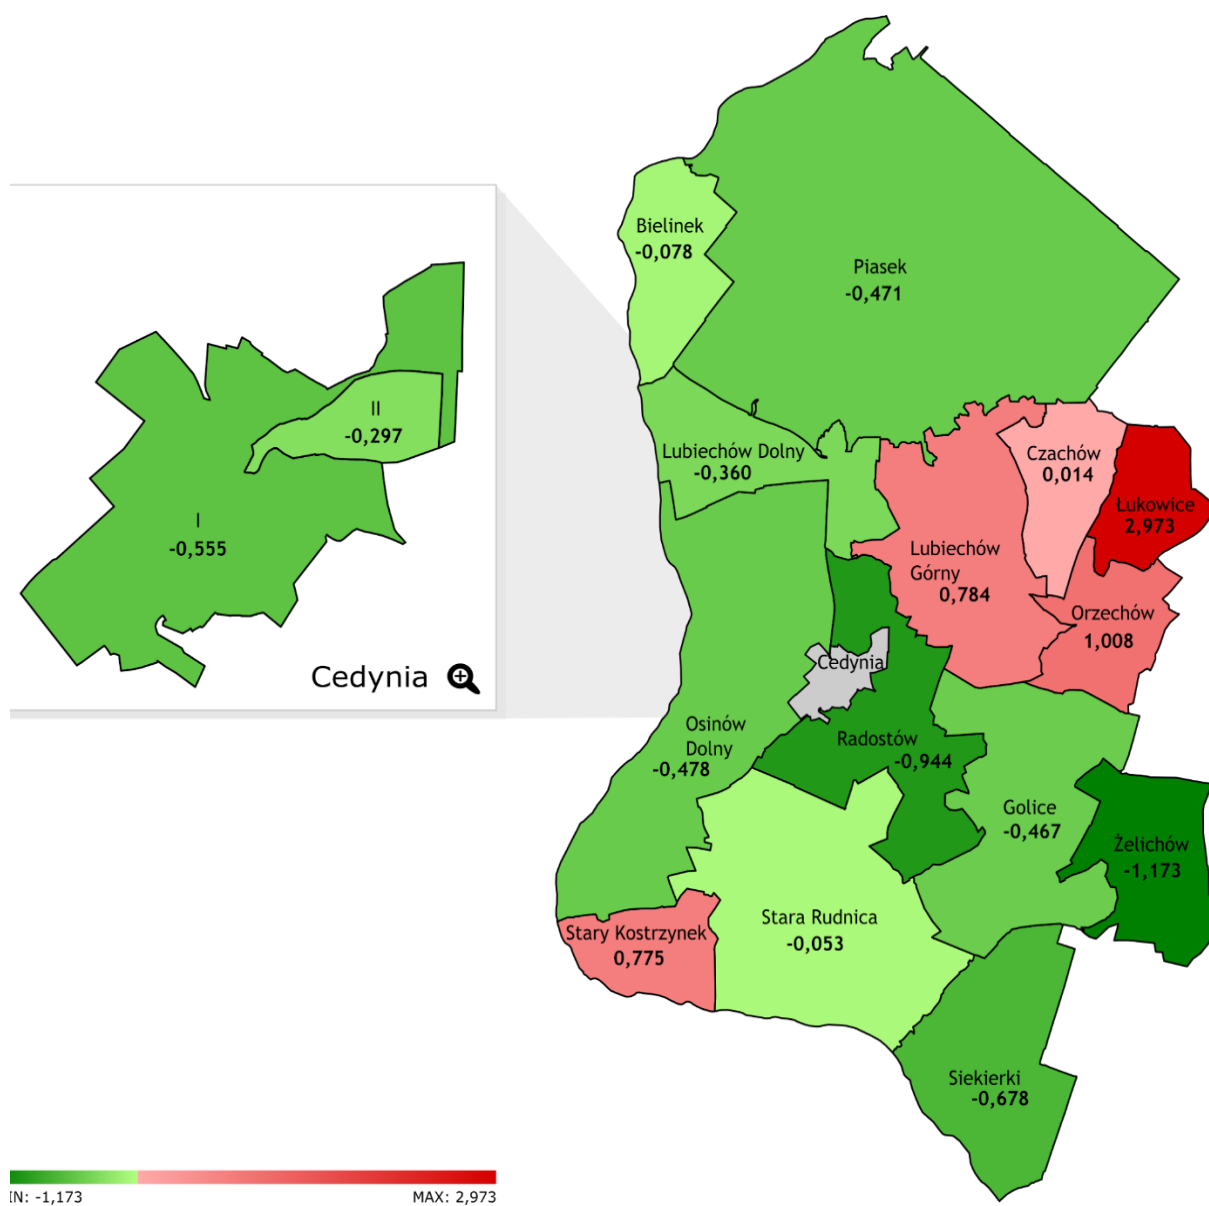 Bielinek
-0,078
Piasek
-0,471
II
-0,297
Lubiechów Dolny
-0,360
Czachów
0,014
Łukowice
2,973
I
-0,555
Lubiechów
Górny
0,784
Orzechów
1,008
Cedynia
Cedynia
Osinów
Dolny
-0,478
Radostów
-0,944
Golice
-0,467
Żelichów
-1,173
Stara Rudnica
-0,053
Stary Kostrzynek
0,775
Siekierki
-0,678
IN: -1,173
MAX: 2,973